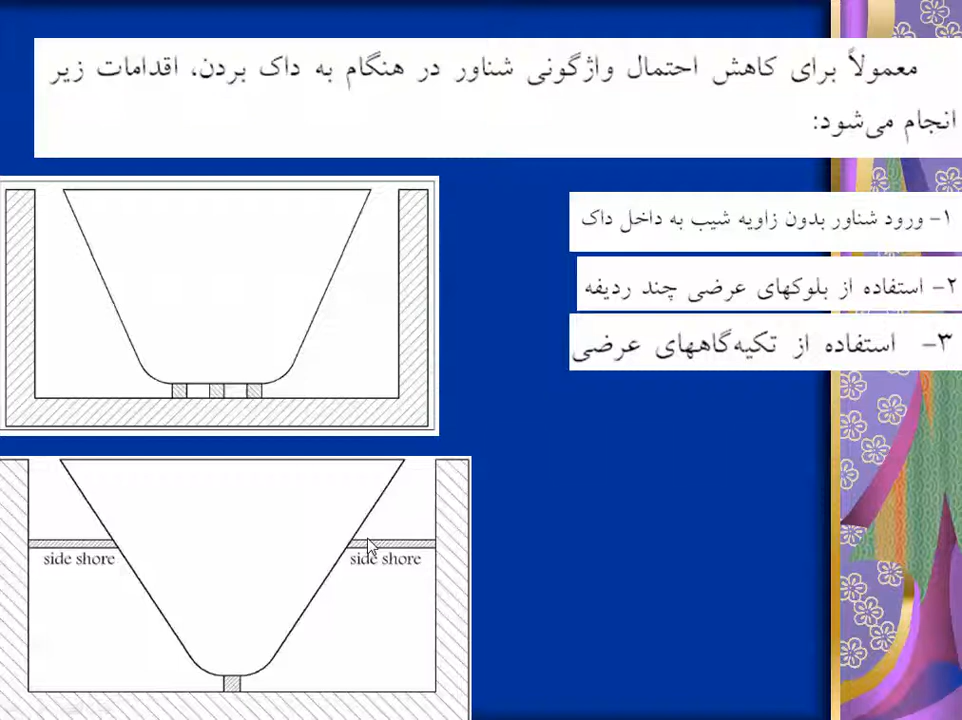 معمولاً برای کاهش احتمال واژگونی شناور در هنگام به داک بردن، اقدامات زیر
انجام می‌شود:
۱- ورود شناور بدون زاویه شیب به داخل داک
۲- استفاده از بلوکهای عرضی چند ردیفه
۳- استفاده از تکیه‌گاههای عرضی
side shore
side shore